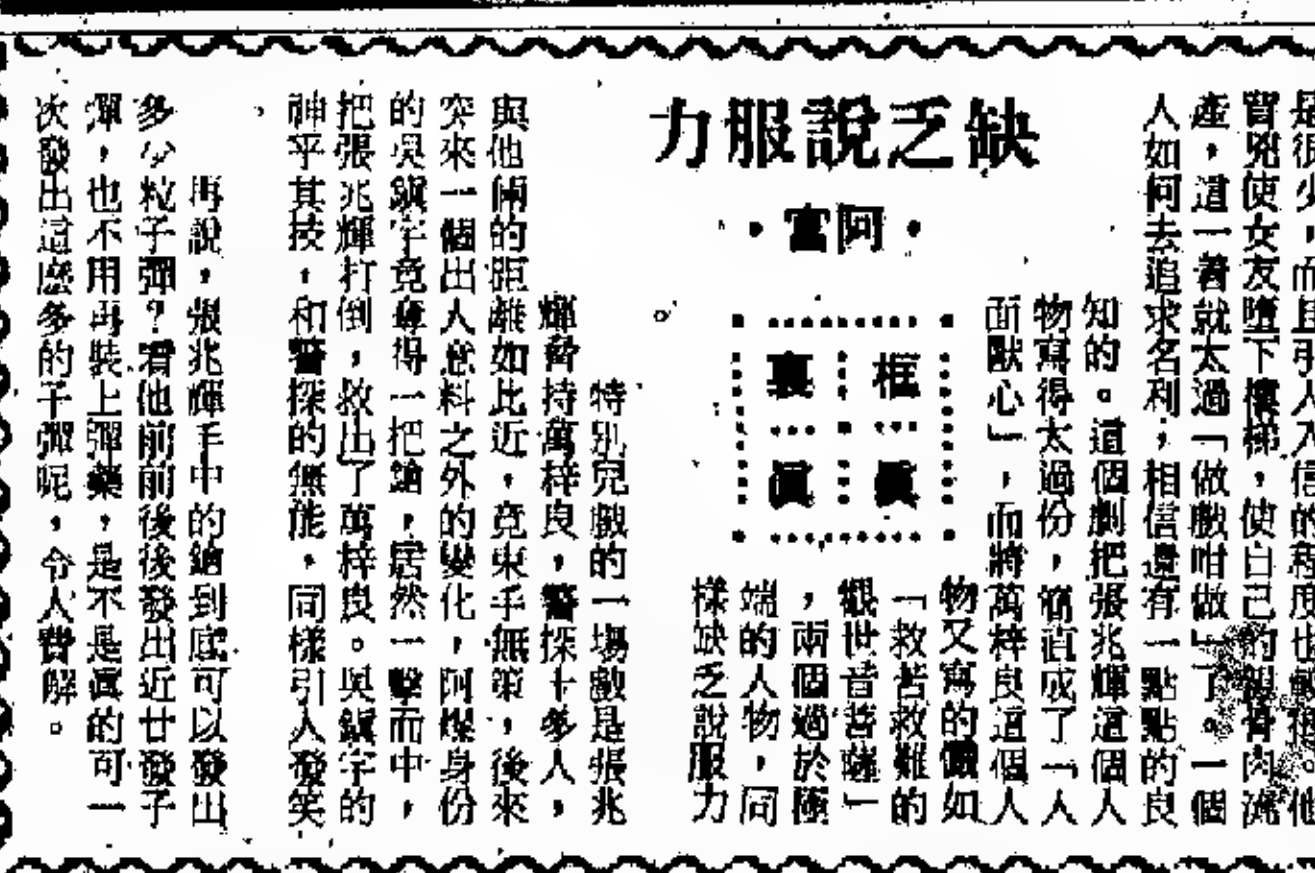 缺乏說服力
・阿富・
框裏
是很少,而且引人入信的程度也
買兇使女友墮下樓梯,使自己的親骨肉流
產,這一著就太過「做戲咁做」了。一個
人如何去追求名利,相信還有一點點的良
知的。這個劇把張兆輝這個人
物寫得太過份,簡直成了「人
面獸心」,而將萬梓良這個人
物又寫的儼如
「救苦救難的
觀世音菩薩」
,兩個過於極
端的人物,同
樣缺乏說服力
。
特別兒戲的一場戲是張兆
輝脅持萬梓良,警探十多人,
與他倆的距離如此近,竟束手無策,後來
突來一個出人意料之外的變化,阿燦身份
的吳鎮宇竟奪得一把鎗,居然一擊而中,
把張兆輝打倒,救出了萬梓良。吳鎮宇的
神乎其技,和警探的無能,同樣引人發笑
。
再說,張兆輝手中的鎗到底可以發出
多少粒子彈?看他前前後後發出近廿發子
彈,也不用再裝上彈藥,是不是真的可一
次發出這麽多的子彈呢,令人費解。